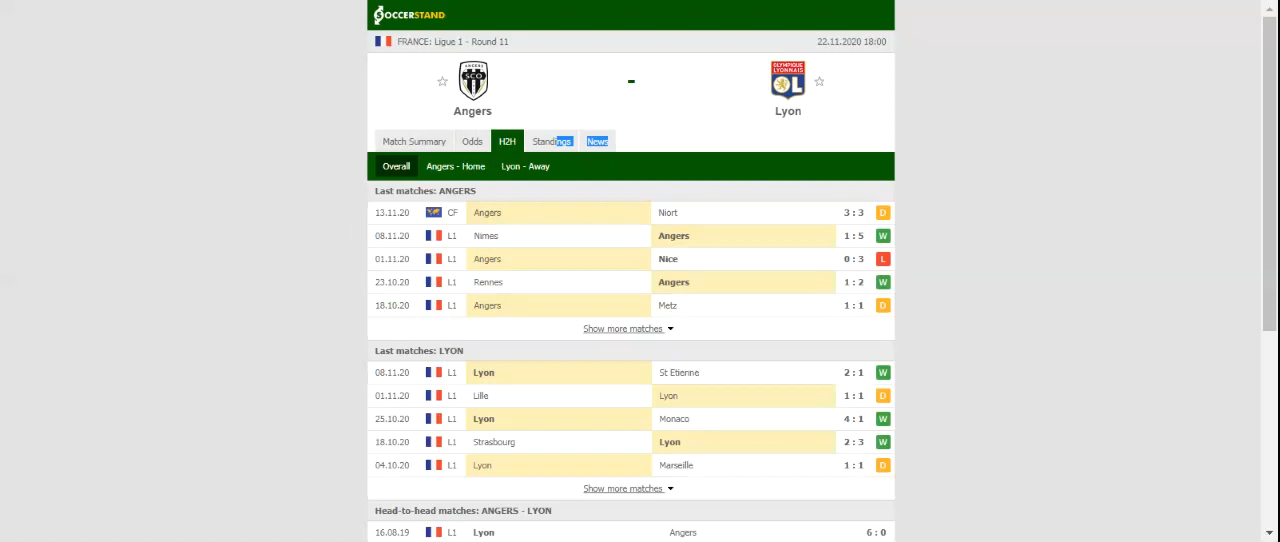 SOCCERSTAND
FRANCE: Ligue 1 - Round 11 22.11.2020 18:00
ANGERS SCO
OLYMPIQUE LYONNAIS OL
-
Angers Lyon
Match Summary Odds H2H Standings News
Overall Angers - Home Lyon - Away
Last matches: ANGERS
13.11.20 CF Angers Niort 3 : 3 D
08.11.20 L1 Nimes Angers 1 : 5 W
01.11.20 L1 Angers Nice 0 : 3 L
23.10.20 L1 Rennes Angers 1 : 2 W
18.10.20 L1 Angers Metz 1 : 1 D
Show more matches
Last matches: LYON
08.11.20 L1 Lyon St Etienne 2 : 1 W
01.11.20 L1 Lille Lyon 1 : 1 D
25.10.20 L1 Lyon Monaco 4 : 1 W
18.10.20 L1 Strasbourg Lyon 2 : 3 W
04.10.20 L1 Lyon Marseille 1 : 1 D
Show more matches
Head-to-head matches: ANGERS - LYON
16.08.19 L1 Lyon Angers 6 : 0